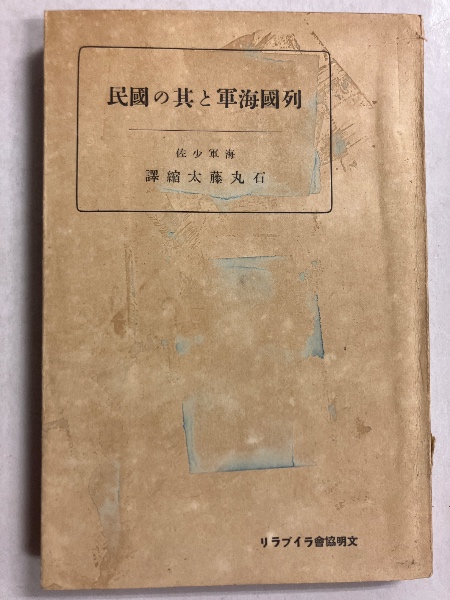 列國海軍と其の國民
海軍少佐
石丸藤太縮譯
文明協會ライブラリ